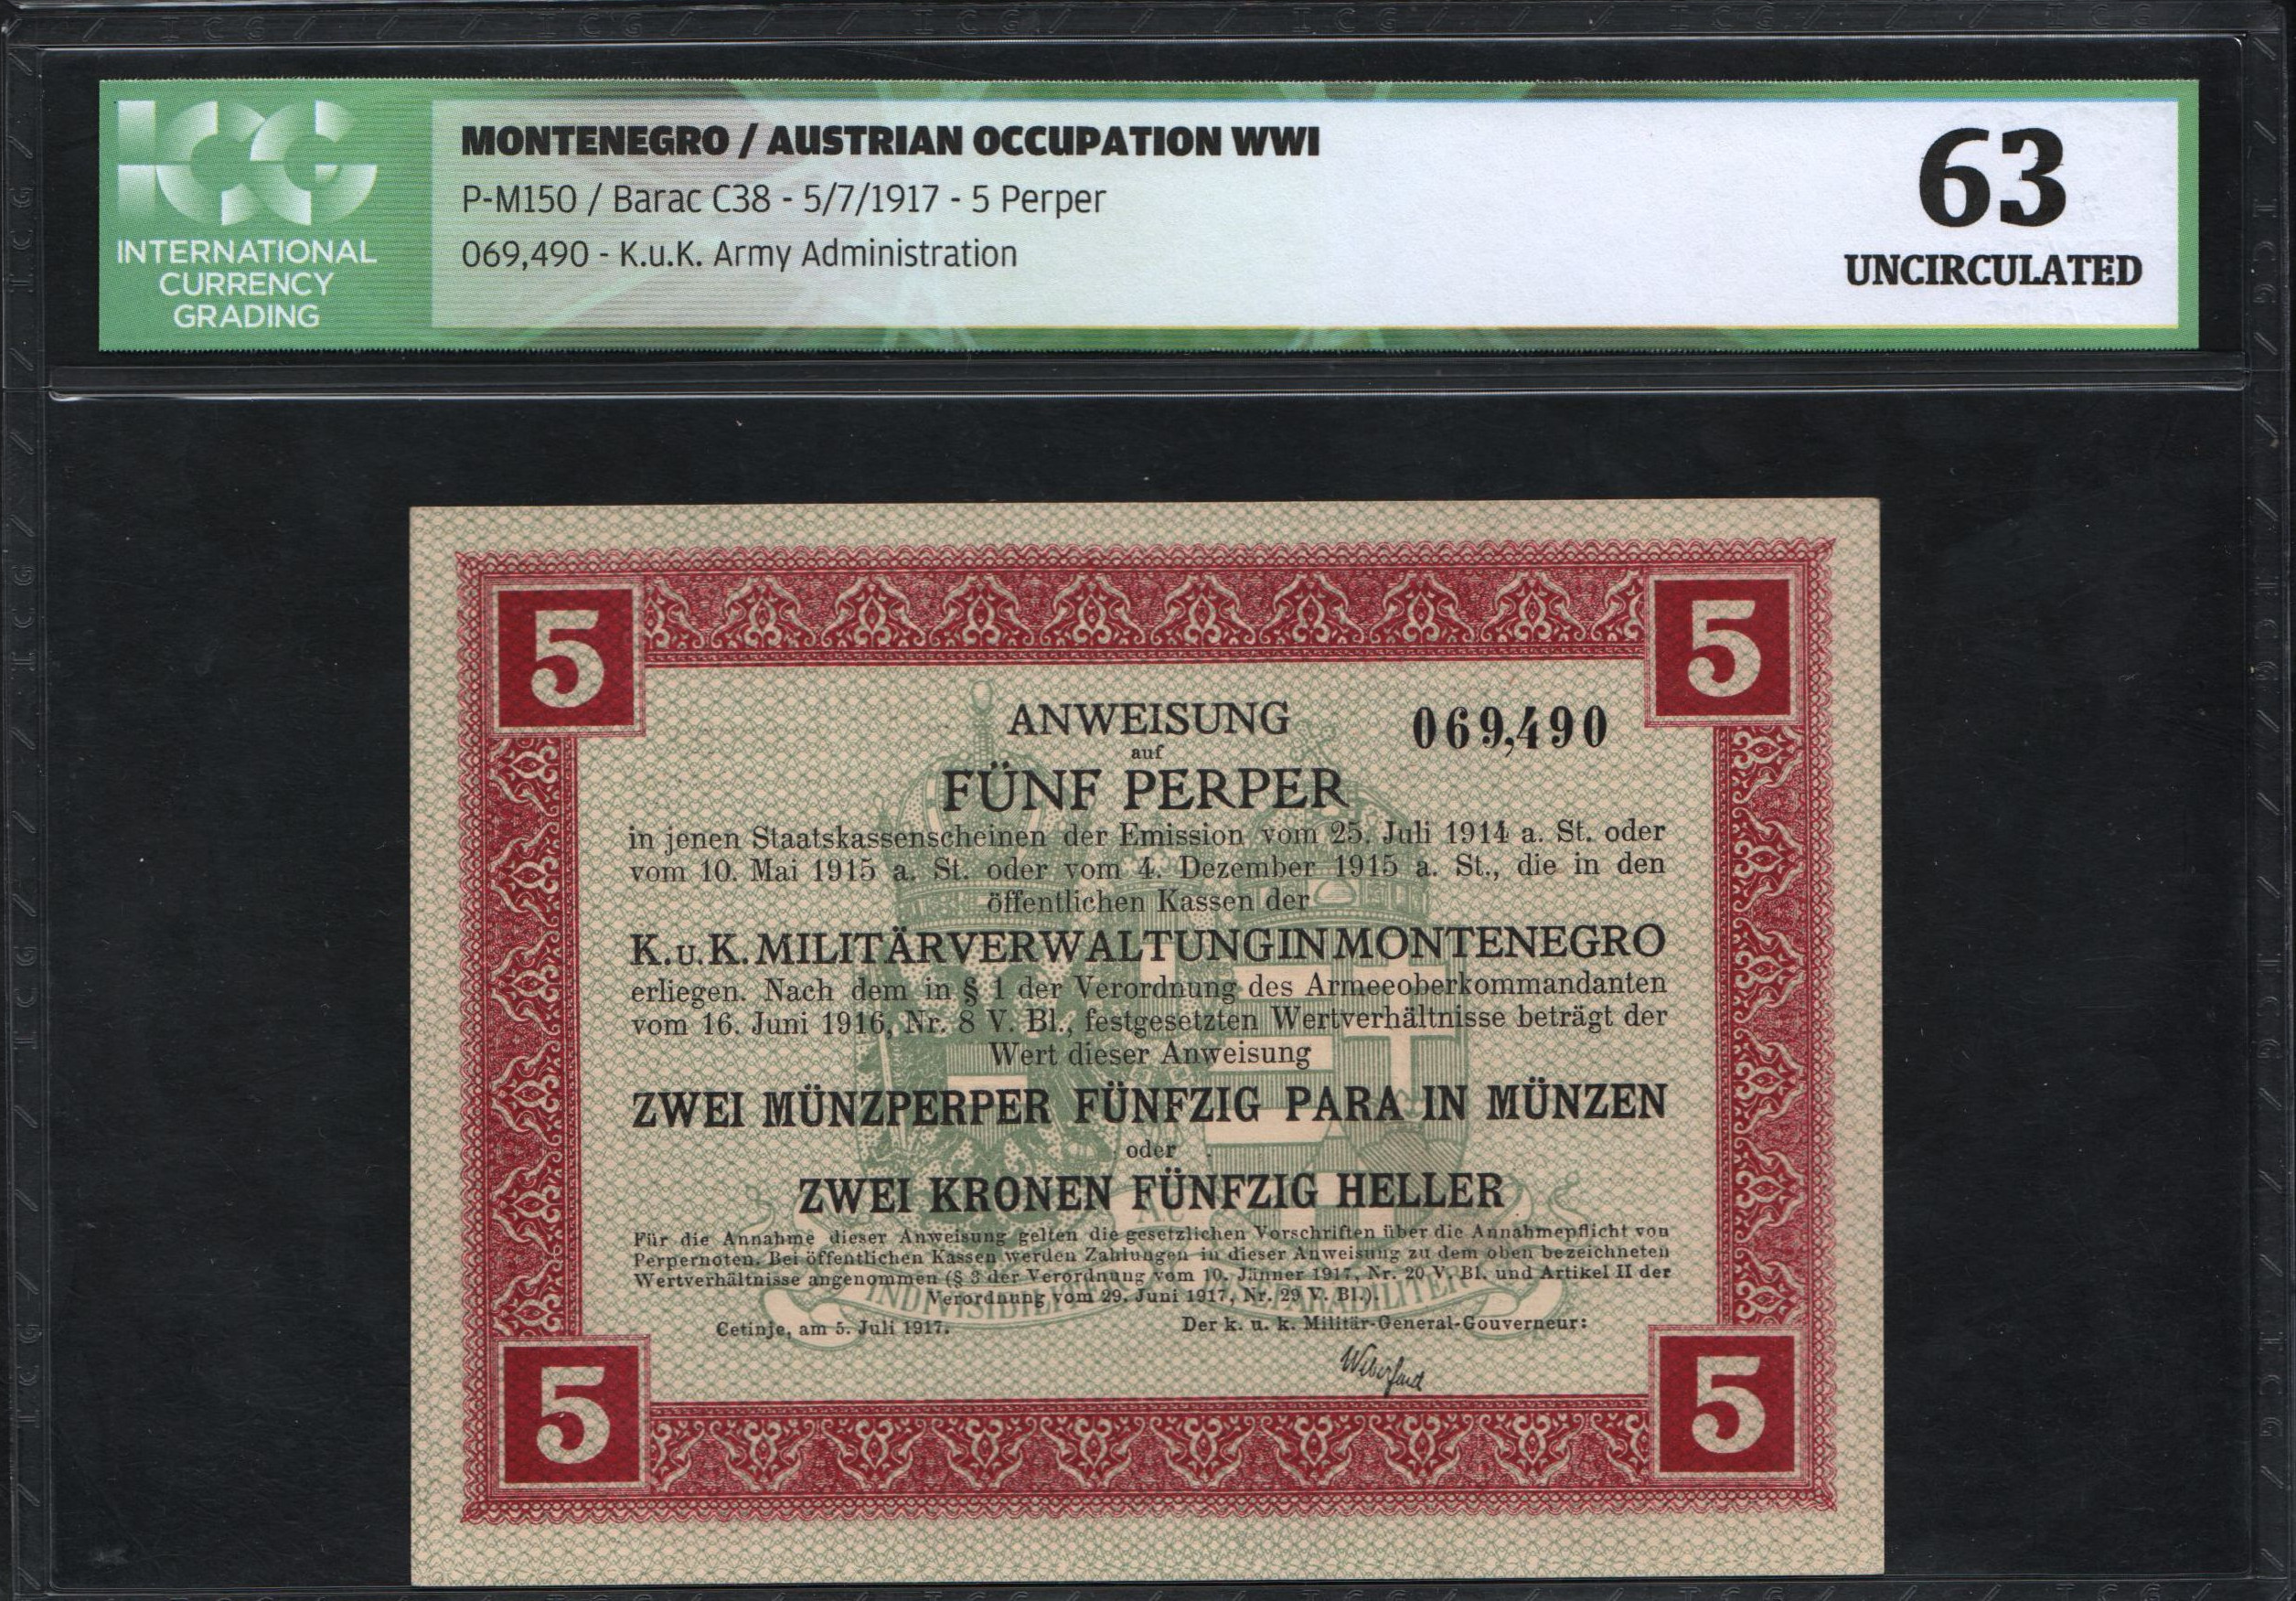 ICG
INTERNATIONAL
CURRENCY
GRADING
MONTENEGRO / AUSTRIAN OCCUPATION WWI
P-M150 / Barac C38 - 5/7/1917 - 5 Perper
069,490 - K.u.K. Army Administration
63
UNCIRCULATED
5
5
ANWEISUNG
069,490
auf
FÜNF PERPER
in jenen Staatskassenscheinen der Emission vom 25. Juli 1914 a. St. oder
vom 10. Mai 1915 a. St. oder vom 4. Dezember 1915 a. St., die in den
öffentlichen Kassen der
K.u.K. MILITÄRVERWALTUNG IN MONTENEGRO
erliegen. Nach dem in § 1 der Verordnung des Armeeoberkommandanten
vom 16. Juni 1916, Nr. 8 V. Bl., festgesetzten Wertverhältnisse beträgt der
Wert dieser Anweisung
ZWEI MÜNZPERPER FÜNFZIG PARA IN MÜNZEN
oder
ZWEI KRONEN FÜNFZIG HELLER
Für die Annahme dieser Anweisung gelten die gesetzlichen Vorschriften über die Annahmepflicht von
Perpernoten. Bei öffentlichen Kassen werden Zahlungen in dieser Anweisung zu dem oben bezeichneten
Wertverhältnisse angenommen (§ 3 der Verordnung vom 10. Jänner 1917, Nr. 20 V. Bl. und Artikel II der
Verordnung vom 29. Juni 1917, Nr. 29 V. Bl.).
Cetinje, am 5. Juli 1917.
Der k. u. k. Militär-General-Gouverneur:
5
5